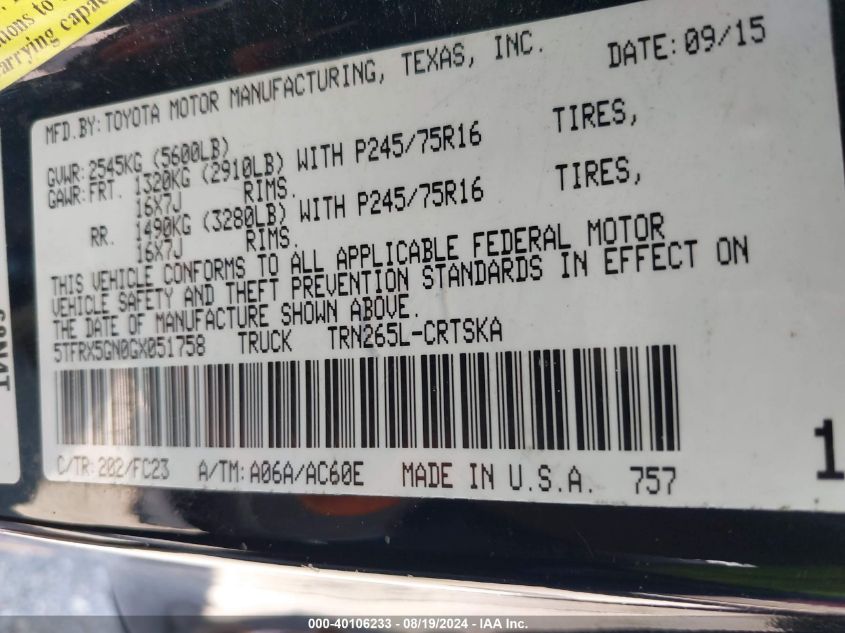 ons to
carrying capac
MFD.BY: TOYOTA MOTOR MANUFACTURING, TEXAS, INC. DATE: 09/15
GVWR: 2545KG (5600LB)
GAWR: FRT. 1320KG (2910LB) WITH P245/75R16 TIRES,
16X7J RIMS.
RR. 1490KG (3280LB) WITH P245/75R16 TIRES,
16X7J RIMS.
THIS VEHICLE CONFORMS TO ALL APPLICABLE FEDERAL MOTOR
VEHICLE SAFETY AND THEFT PREVENTION STANDARDS IN EFFECT ON
THE DATE OF MANUFACTURE SHOWN ABOVE.
5TFRX5GN0GX051758 TRUCK TRN265L-CRTSKA
C/TR: 202/FC23 A/TM: A06A/AC60E MADE IN U.S.A. 757
1
000-40106233 - 08/19/2024 - IAA Inc.